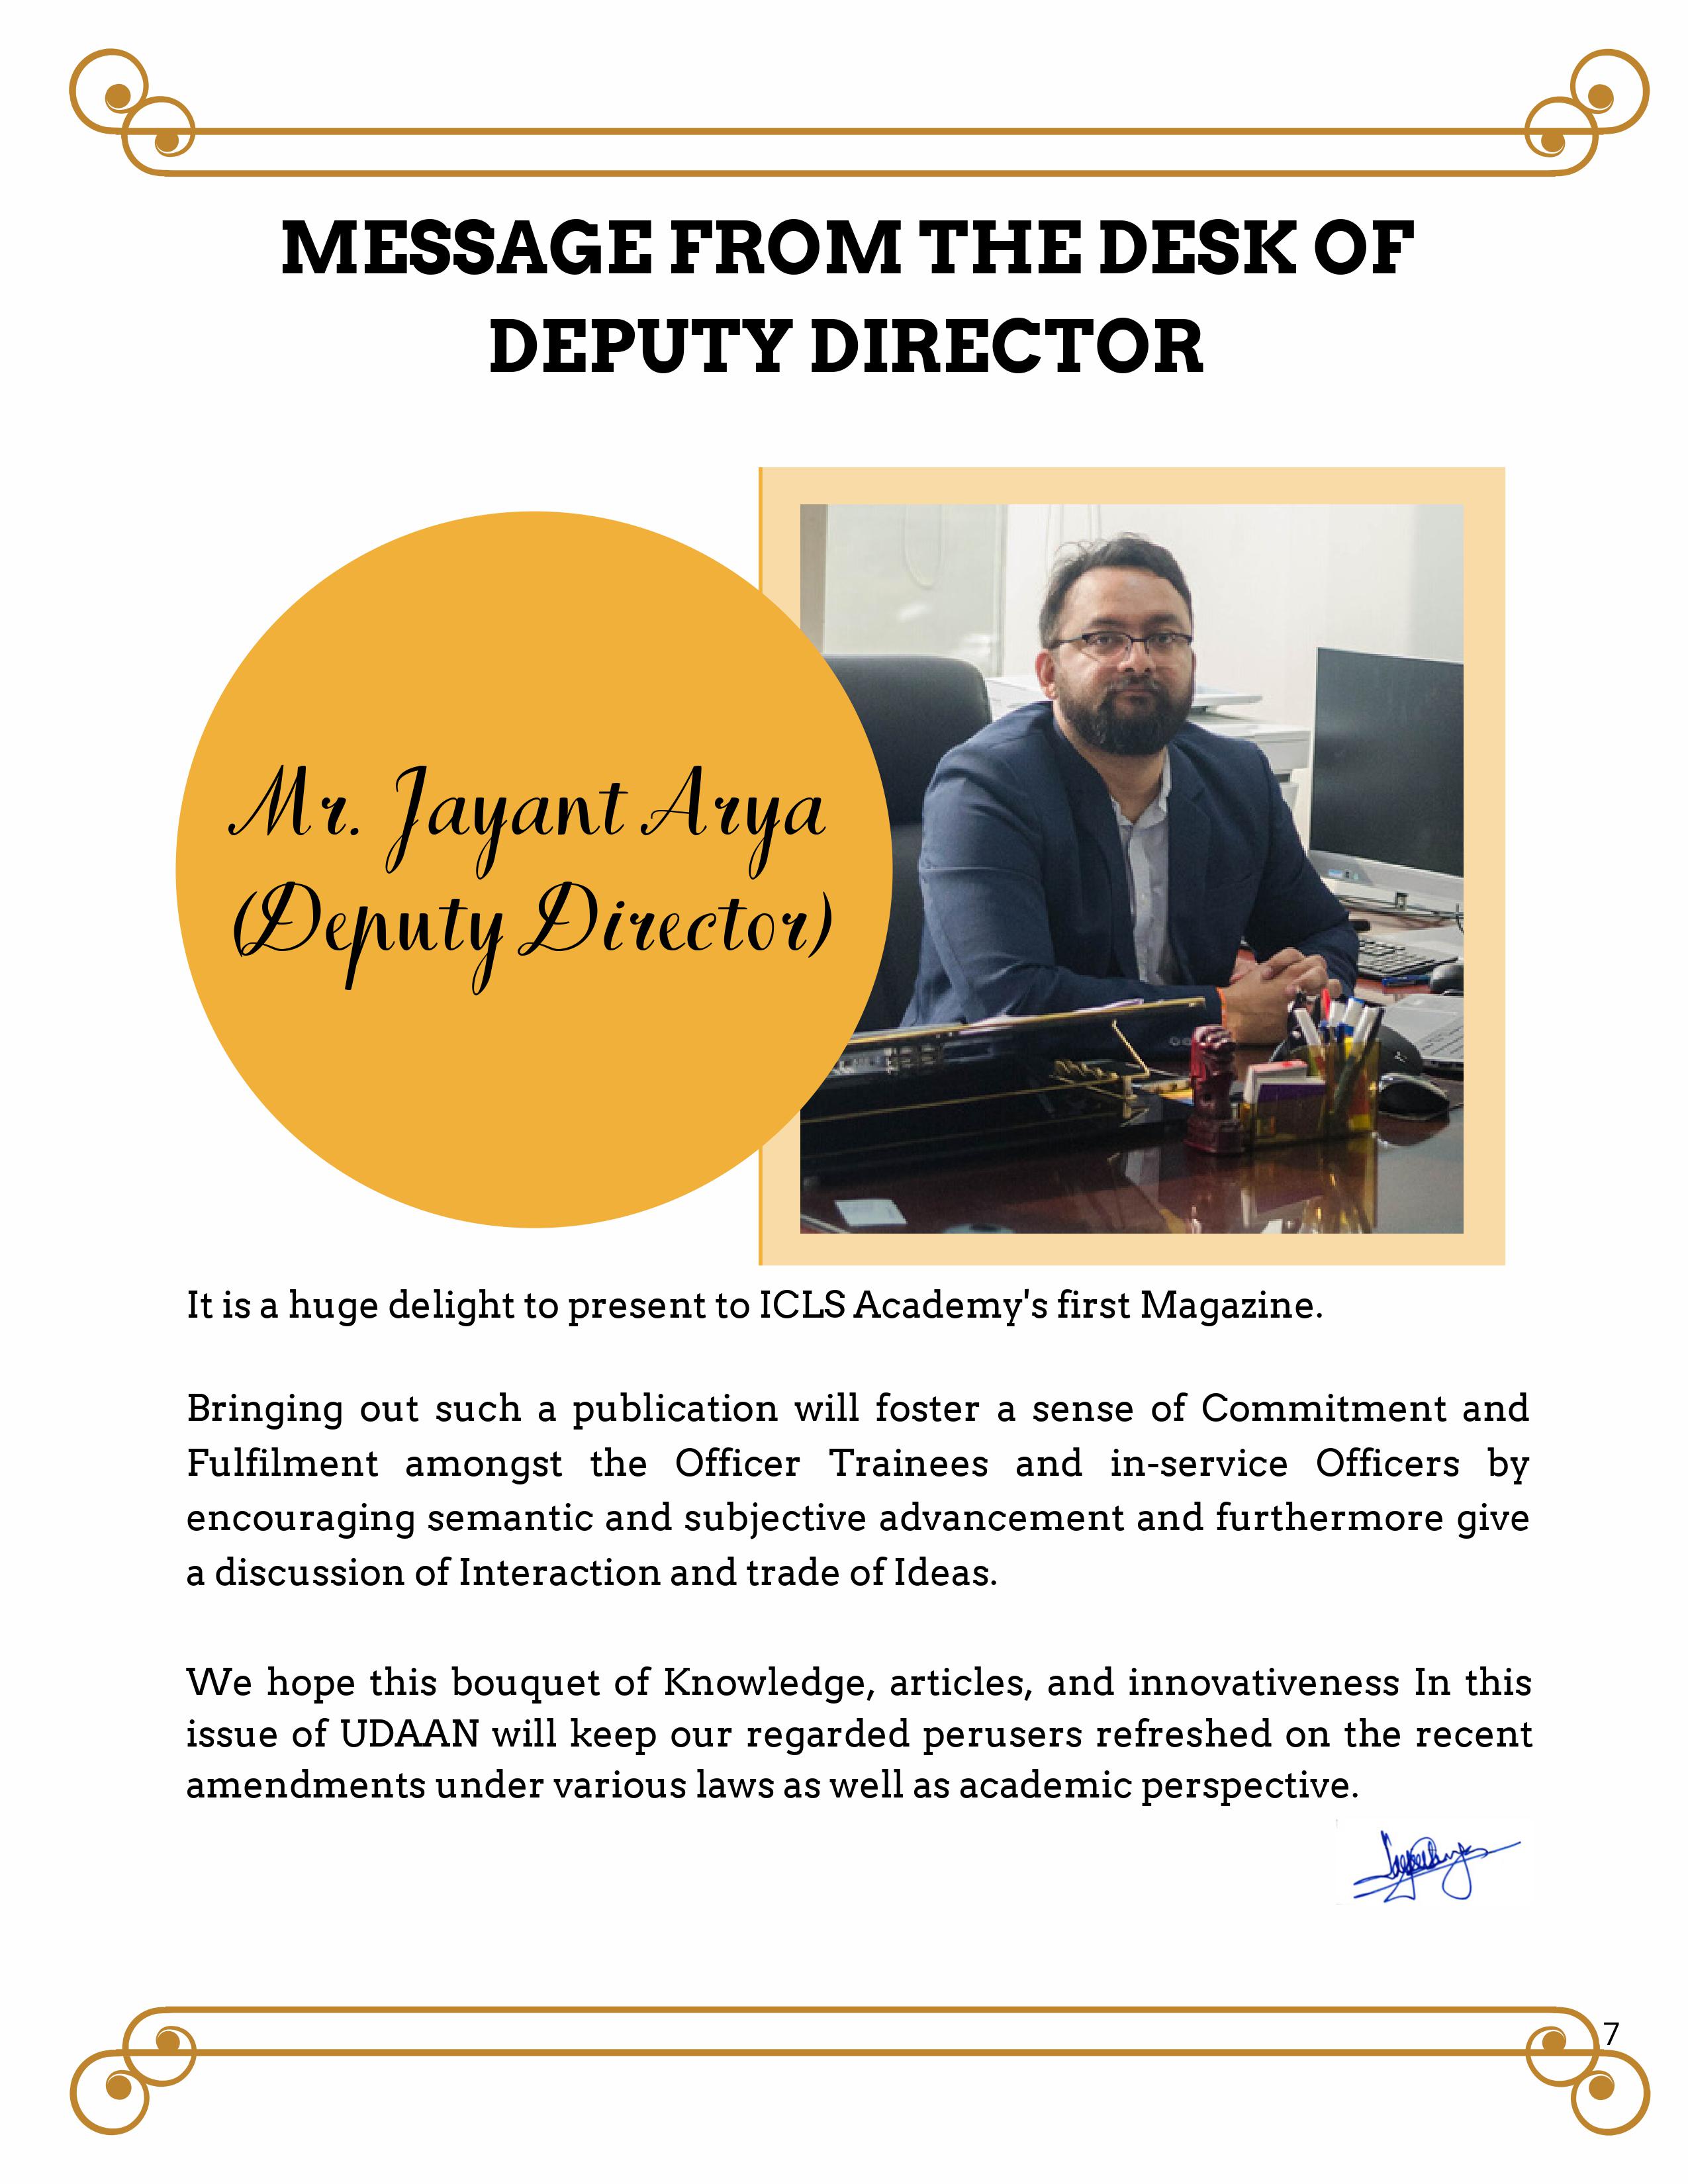 MESSAGE FROM THE DESK OF
DEPUTY DIRECTOR
Mr. Jayant Arya
(Deputy Director)
It is a huge delight to present to ICLS Academy's first Magazine.
Bringing out such a publication will foster a sense of Commitment and
Fulfilment amongst the Officer Trainees and in-service Officers by
encouraging semantic and subjective advancement and furthermore give
a discussion of Interaction and trade of Ideas.
We hope this bouquet of Knowledge, articles, and innovativeness In this
issue of UDAAN will keep our regarded perusers refreshed on the recent
amendments under various laws as well as academic perspective.
7